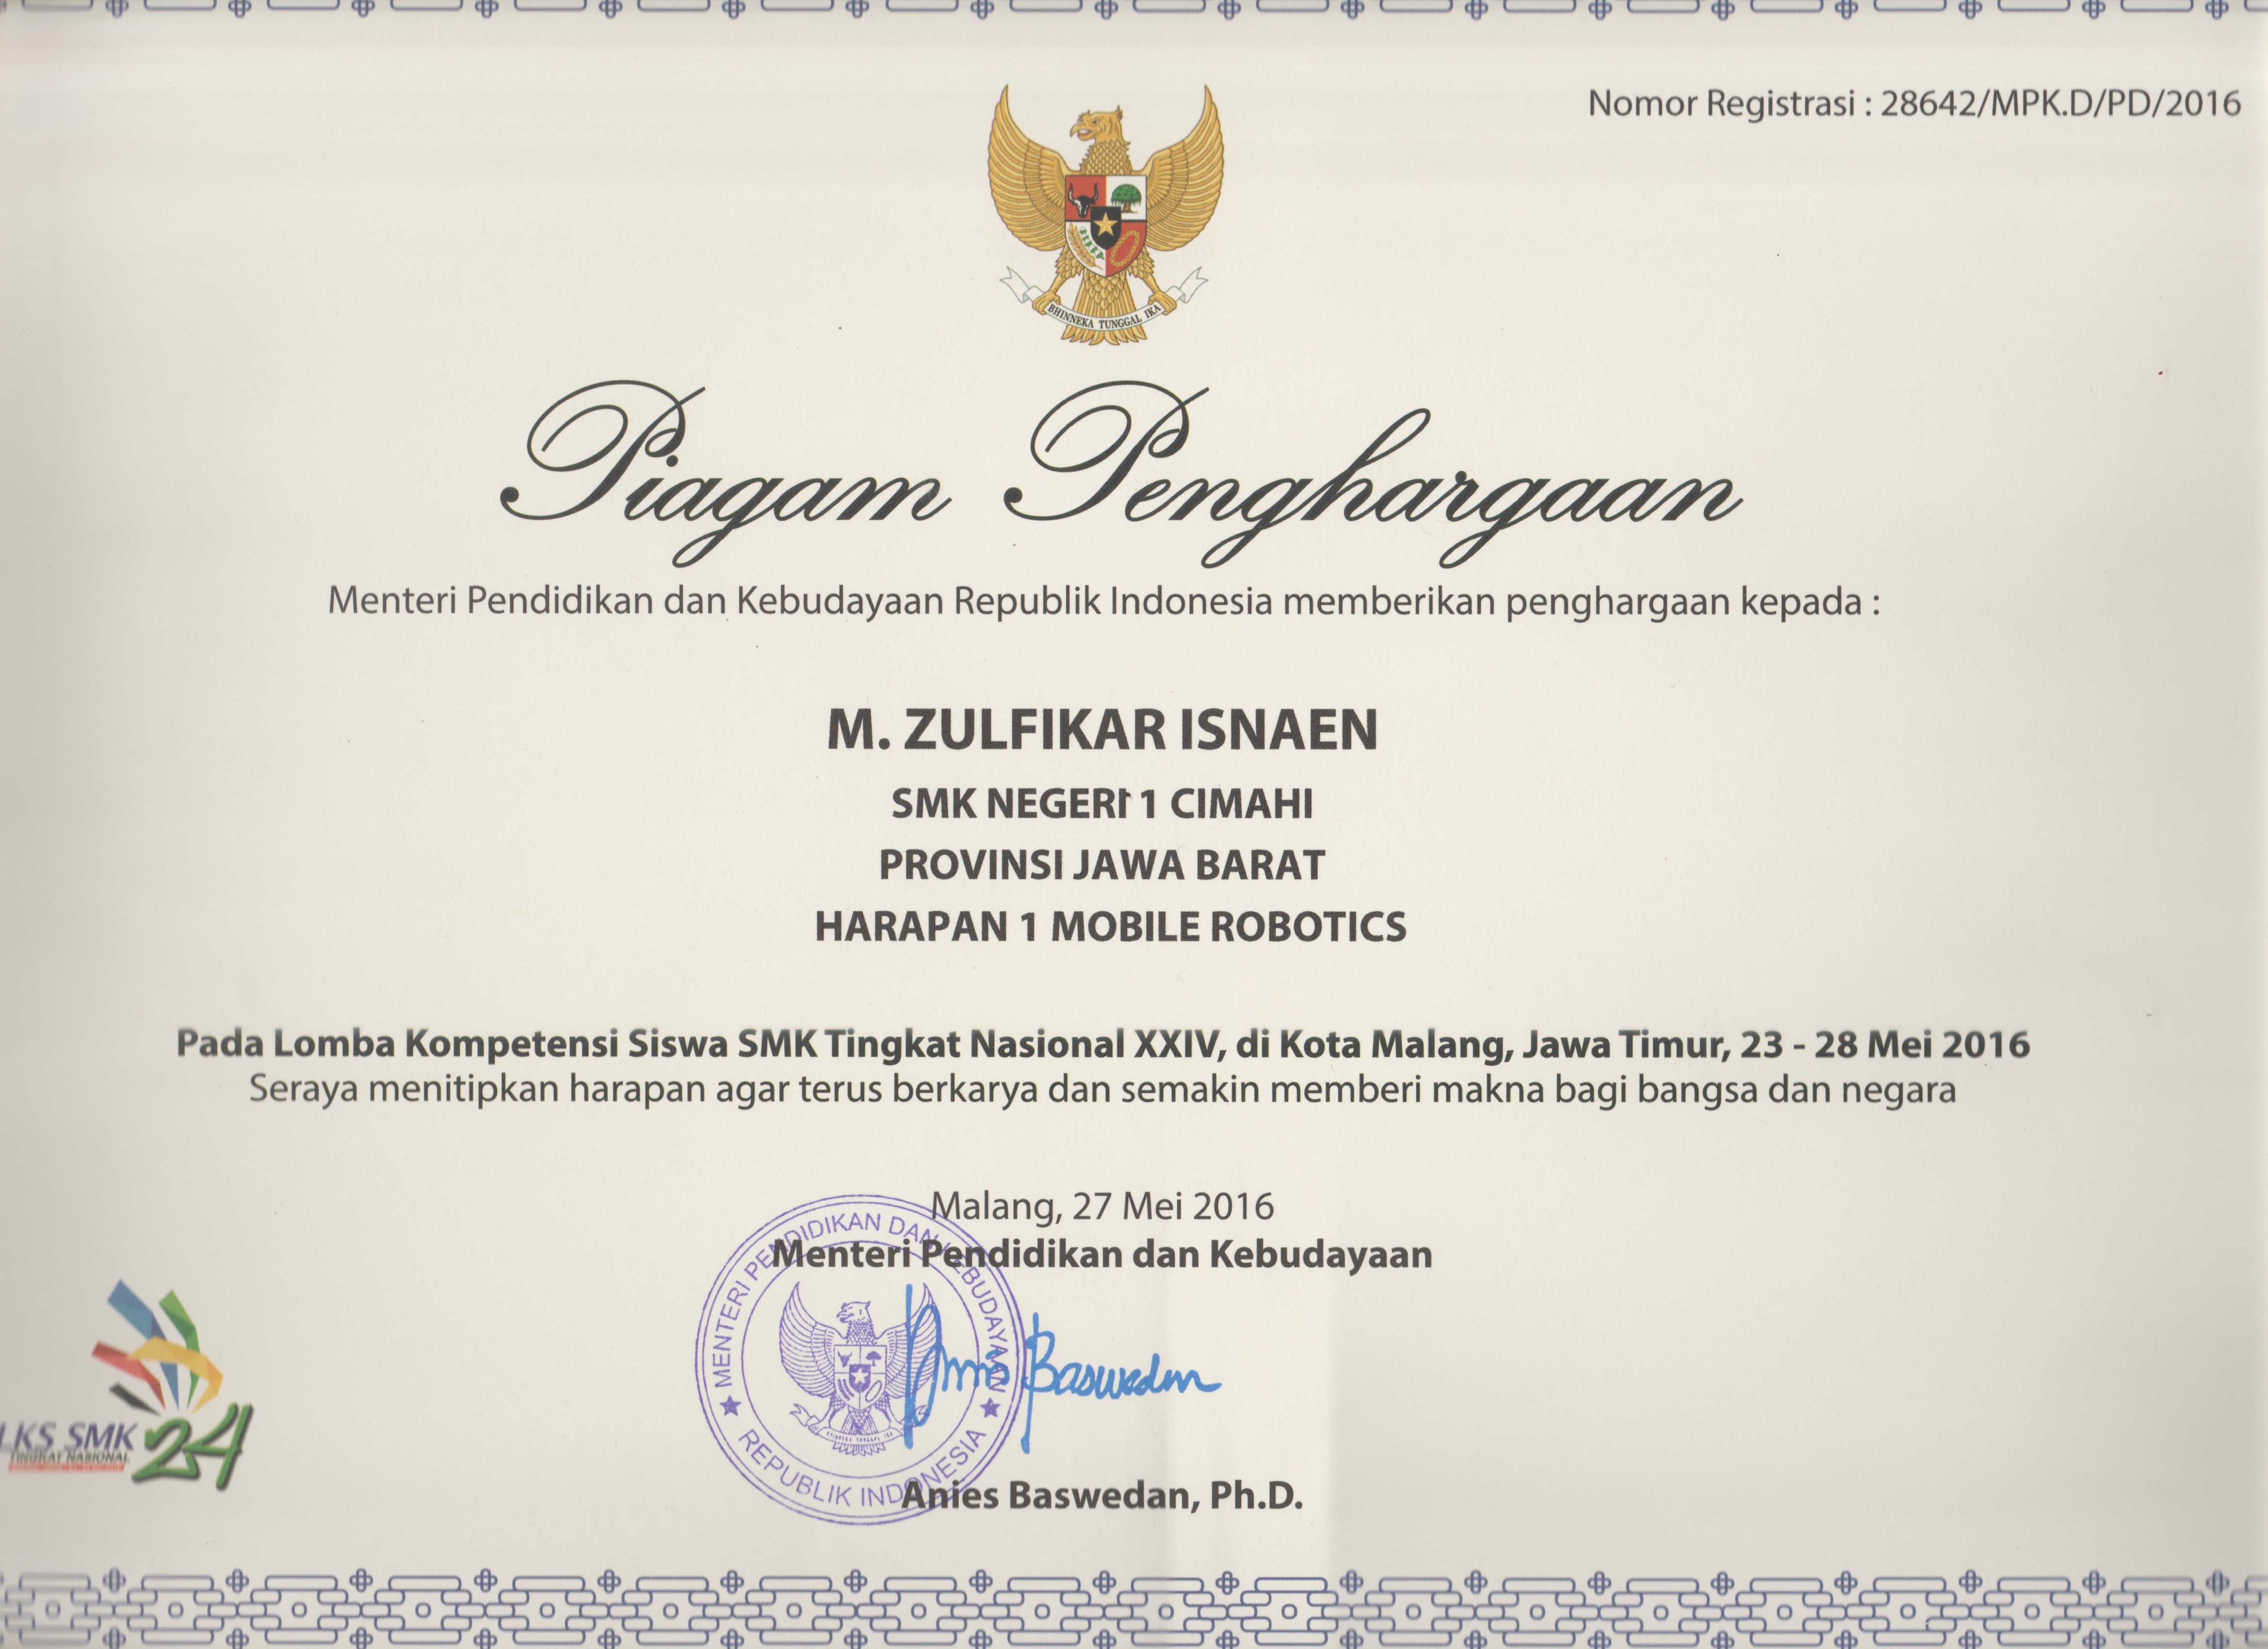 Nomor Registrasi : 28642/MPK.D/PD/2016
BHINNEKA TUNGGAL IKA
Piagam Penghargaan
Menteri Pendidikan dan Kebudayaan Republik Indonesia memberikan penghargaan kepada :
M. ZULFIKAR ISNAEN
SMK NEGERI 1 CIMAHI
PROVINSI JAWA BARAT
HARAPAN 1 MOBILE ROBOTICS
Pada Lomba Kompetensi Siswa SMK Tingkat Nasional XXIV, di Kota Malang, Jawa Timur, 23 - 28 Mei 2016
Seraya menitipkan harapan agar terus berkarya dan semakin memberi makna bagi bangsa dan negara
Malang, 27 Mei 2016
Menteri Pendidikan dan Kebudayaan
MENTERI PENDIDIKAN DAN KEBUDAYAAN
REPUBLIK INDONESIA
Anies Baswedan
Anies Baswedan, Ph.D.
LKS SMK 24
TINGKAT NASIONAL